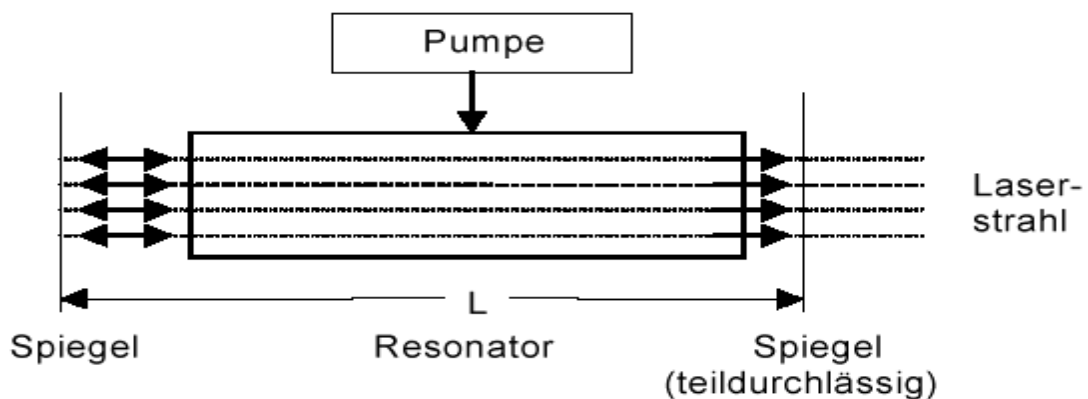 Pumpe
Laser-
strahl
L
Spiegel
Resonator
Spiegel
(teildurchlässig)